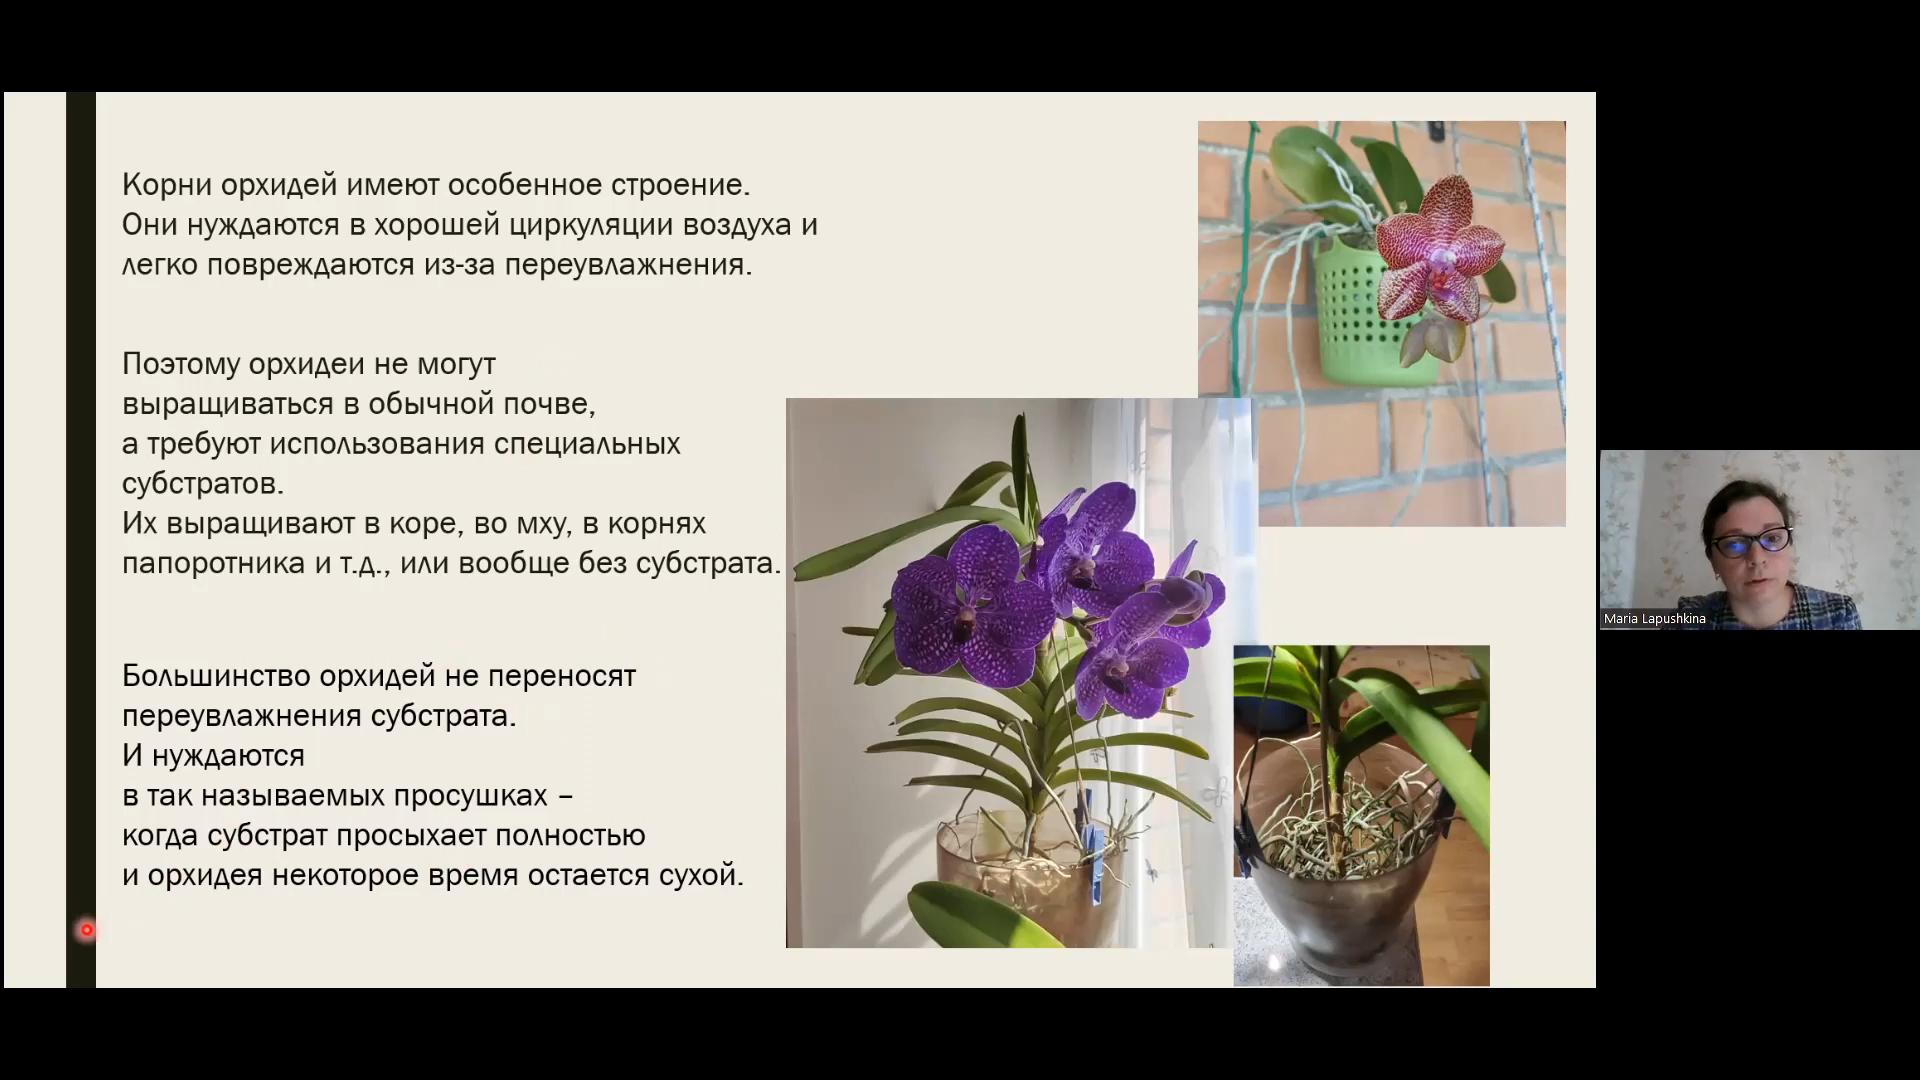 Корни орхидей имеют особенное строение.
Они нуждаются в хорошей циркуляции воздуха и
легко повреждаются из-за переувлажнения.
Поэтому орхидеи не могут
выращиваться в обычной почве,
а требуют использования специальных
субстратов.
Их выращивают в коре, во мху, в корнях
папоротника и т.д., или вообще без субстрата.
Большинство орхидей не переносят
переувлажнения субстрата.
И нуждаются
в так называемых просушках –
когда субстрат просыхает полностью
и орхидея некоторое время остается сухой.
Maria Lapushkina